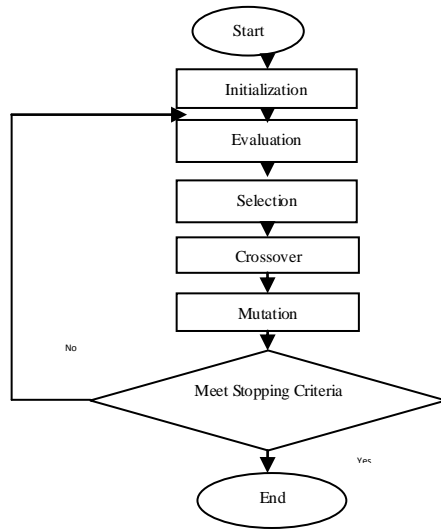 Start
Initialization
Evaluation
Selection
Crossover
Mutation
No
Meet Stopping Criteria
Yes
End